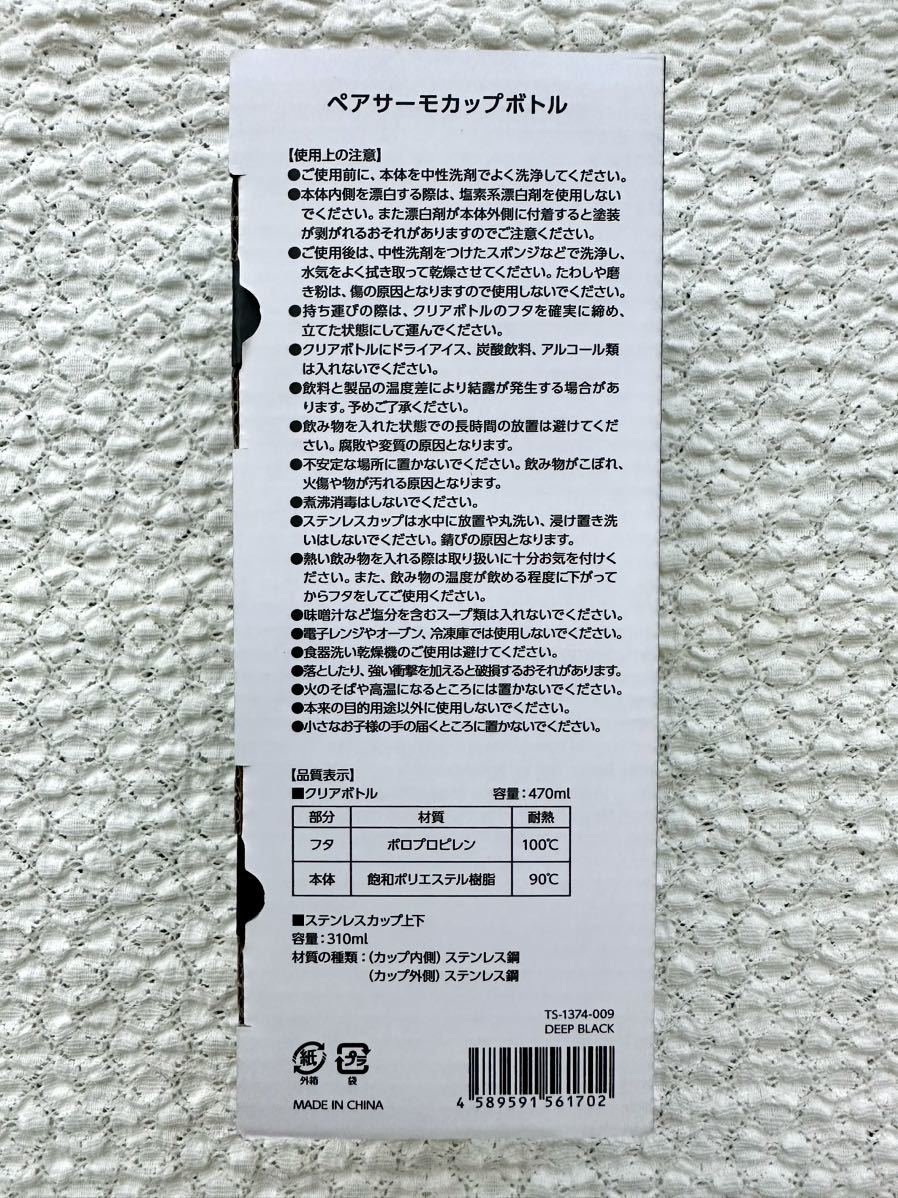 ペアサーモカップボトル
【使用上の注意】
●ご使用前に、本体を中性洗剤でよく洗浄してください。
●本体内側を漂白する際は、塩素系漂白剤を使用しない
でください。また漂白剤が本体外側に付着すると塗装
が剥がれるおそれがありますのでご注意ください。
●ご使用後は、中性洗剤をつけたスポンジなどで洗浄し、
水気をよく拭き取って乾燥させてください。たわしや磨
き粉は、傷の原因となりますので使用しないでください。
●持ち運びの際は、クリアボトルのフタを確実に締め、
立てた状態にして運んでください。
●クリアボトルにドライアイス、炭酸飲料、アルコール類
は入れないでください。
●飲料と製品の温度差により結露が発生する場合があ
ります。予めご了承ください。
●飲み物を入れた状態での長時間の放置は避けてくだ
さい。腐敗や変質の原因となります。
●不安定な場所に置かないでください。飲み物がこぼれ、
火傷や物が汚れる原因となります。
●煮沸消毒はしないでください。
●ステンレスカップは水中に放置や丸洗い、浸け置き洗
いはしないでください。錆びの原因となります。
●熱い飲み物を入れる際は取り扱いに十分お気を付けく
ださい。また、飲み物の温度が飲める程度に下がって
からフタをしてご使用ください。
●味噌汁など塩分を含むスープ類は入れないでください。
●電子レンジやオーブン、冷凍庫では使用しないでください。
●食器洗い乾燥機のご使用は避けてください。
●落としたり、強い衝撃を加えると破損するおそれがあります。
●火のそばや高温になるところには置かないでください。
●本来の目的用途以外に使用しないでください。
●小さなお子様の手の届くところに置かないでください。
【品質表示】
■クリアボトル 容量:470ml
部分 材質 耐熱
フタ ポロプロピレン 100℃
本体 飽和ポリエステル樹脂 90℃
■ステンレスカップ上下
容量:310ml
材質の種類:(カップ内側)ステンレス鋼
(カップ外側)ステンレス鋼
TS-1374-009
DEEP BLACK
紙 プラ
外箱 袋
MADE IN CHINA
4 589591 561702